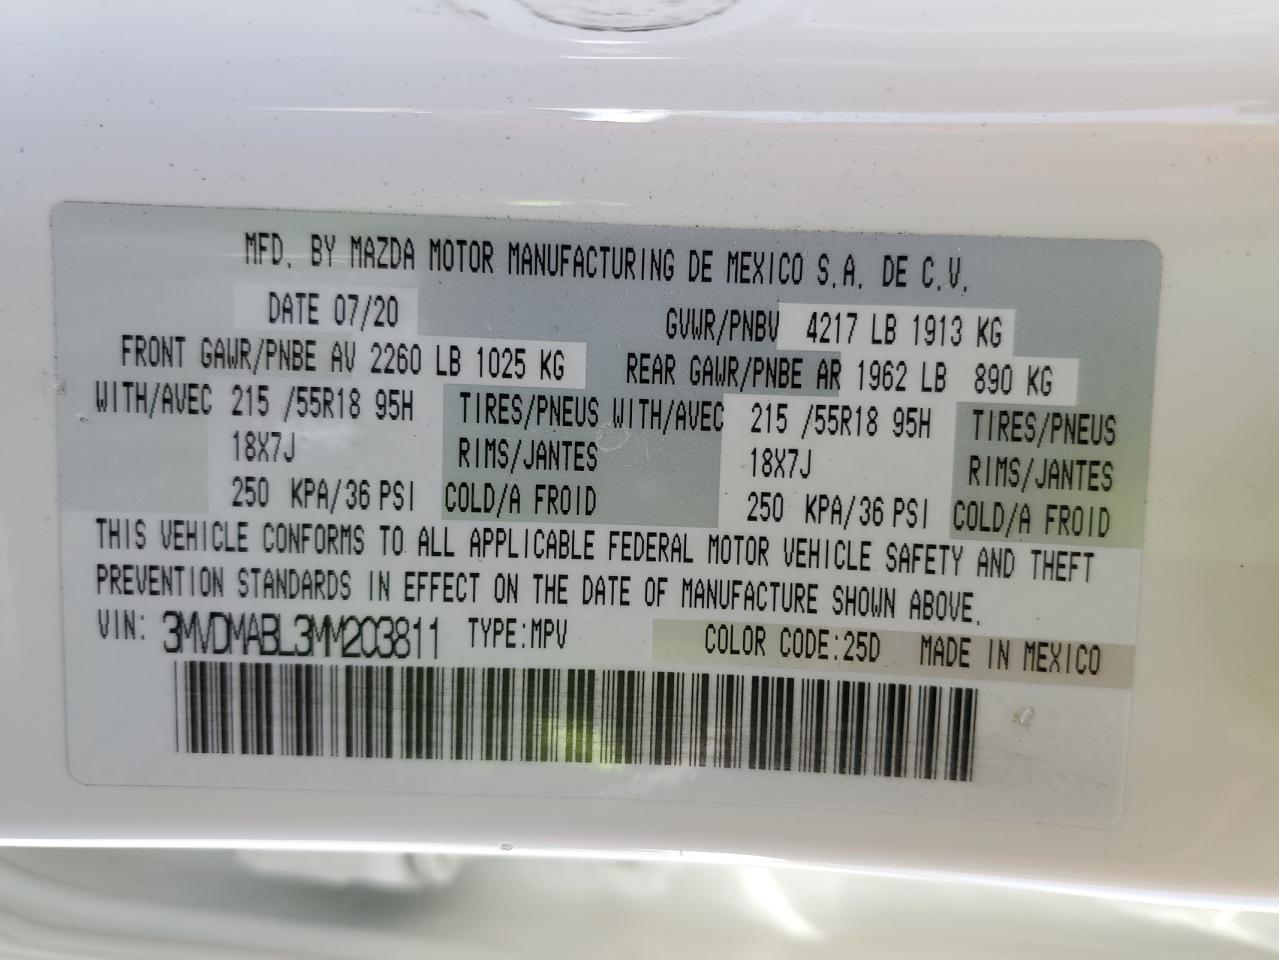 MFD. BY MAZDA MOTOR MANUFACTURING DE MEXICO S.A. DE C.V.
DATE 07/20 GVWR/PNBV 4217 LB 1913 KG
FRONT GAWR/PNBE AV 2260 LB 1025 KG REAR GAWR/PNBE AR 1962 LB 890 KG
WITH/AVEC 215 /55R18 95H TIRES/PNEUS WITH/AVEC 215 /55R18 95H TIRES/PNEUS
18X7J RIMS/JANTES 18X7J RIMS/JANTES
250 KPA/36 PSI COLD/A FROID 250 KPA/36 PSI COLD/A FROID
THIS VEHICLE CONFORMS TO ALL APPLICABLE FEDERAL MOTOR VEHICLE SAFETY AND THEFT
PREVENTION STANDARDS IN EFFECT ON THE DATE OF MANUFACTURE SHOWN ABOVE.
VIN: 3MVDMABL3MM203811 TYPE:MPV COLOR CODE:25D MADE IN MEXICO